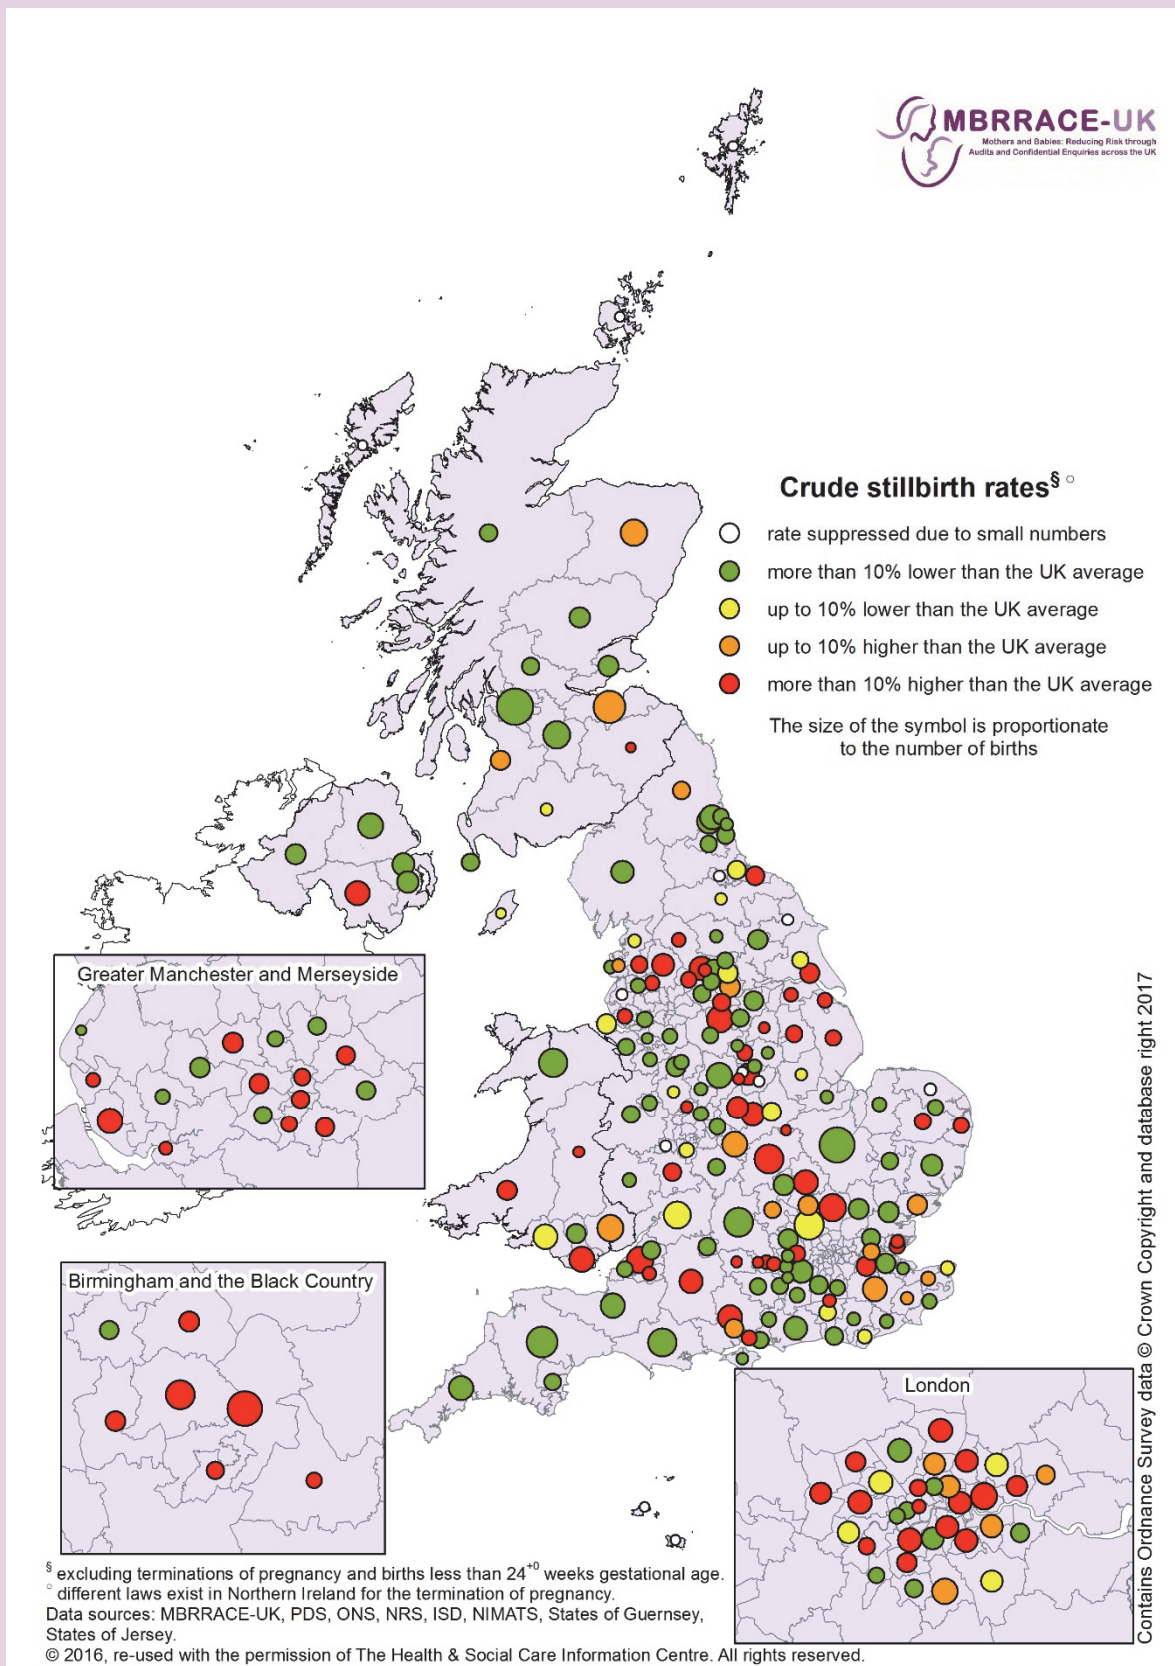 MBRRACE-UK
Mothers and Babies: Reducing Risk through
Audits and Confidential Enquiries across the UK
Crude stillbirth rates§ ○
rate suppressed due to small numbers
more than 10% lower than the UK average
up to 10% lower than the UK average
up to 10% higher than the UK average
more than 10% higher than the UK average
The size of the symbol is proportionate
to the number of births
Greater Manchester and Merseyside
Birmingham and the Black Country
London
§ excluding terminations of pregnancy and births less than 24+0 weeks gestational age.
○ different laws exist in Northern Ireland for the termination of pregnancy.
Data sources: MBRRACE-UK, PDS, ONS, NRS, ISD, NIMATS, States of Guernsey,
States of Jersey.
© 2016, re-used with the permission of The Health & Social Care Information Centre. All rights reserved.
Contains Ordnance Survey data © Crown Copyright and database right 2017